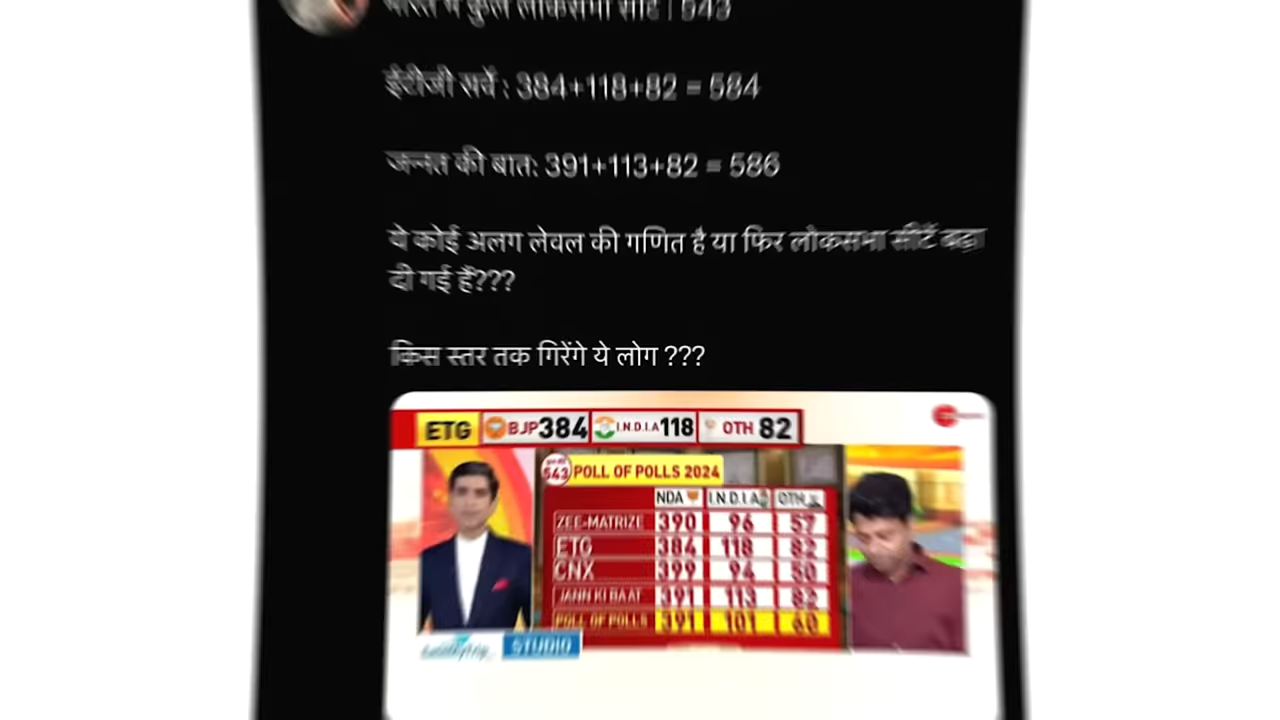 भारत में कुल लोकसभा सीट | 543
ईटीजी सर्वे : 384+118+82 = 584
जन्नत की बात: 391+113+82 = 586
ये कोई अलग लेवल की गणित है या फिर लोकसभा सीटें बढ़ा
दी गई हैं???
किस स्तर तक गिरेंगे ये लोग ???
ETG BJP 384 I.N.D.I.A 118 OTH 82
543 POLL OF POLLS 2024
NDA I.N.D.I.A OTH
ZEE-MATRIZE 390 96 57
ETG 384 118 82
CNX 399 94 50
JANN KI BAAT 391 113 82
POLL OF POLLS 391 101 60
STUDIO